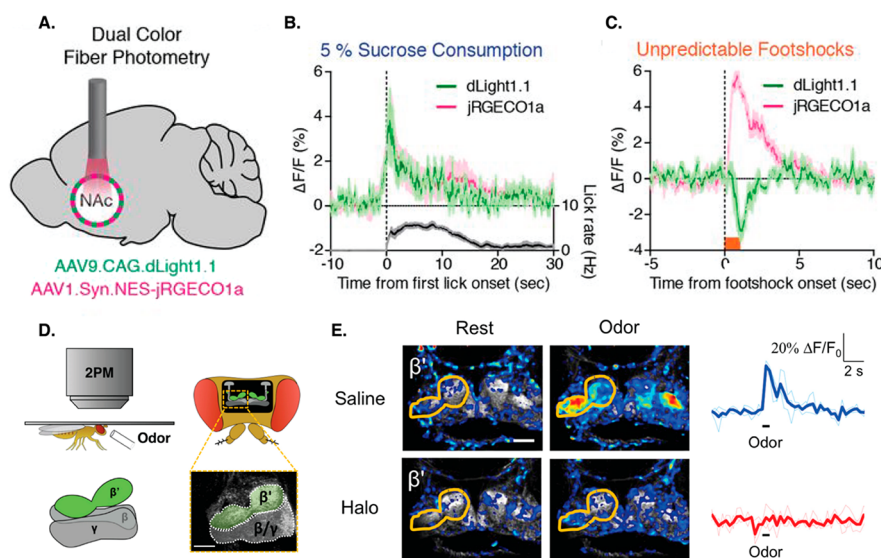 A.
Dual Color
Fiber Photometry
NAc
AAV9.CAG.dLight1.1
AAV1.Syn.NES-jRGECO1a
B.
5 % Sucrose Consumption
dLight1.1
jRGECO1a
ΔF/F (%)
6
4
2
0
-2
10
0
Lick rate (Hz)
-10 0 10 20 30
Time from first lick onset (sec)
C.
Unpredictable Footshocks
dLight1.1
jRGECO1a
ΔF/F (%)
6
4
2
0
-2
-4
-5 0 5 10
Time from footshock onset (sec)
D.
2PM
Odor
β'
β
γ
β'
β/γ
E.
Rest Odor
Saline
β'
20% ΔF/F0
2 s
Odor
Halo
β'
Odor